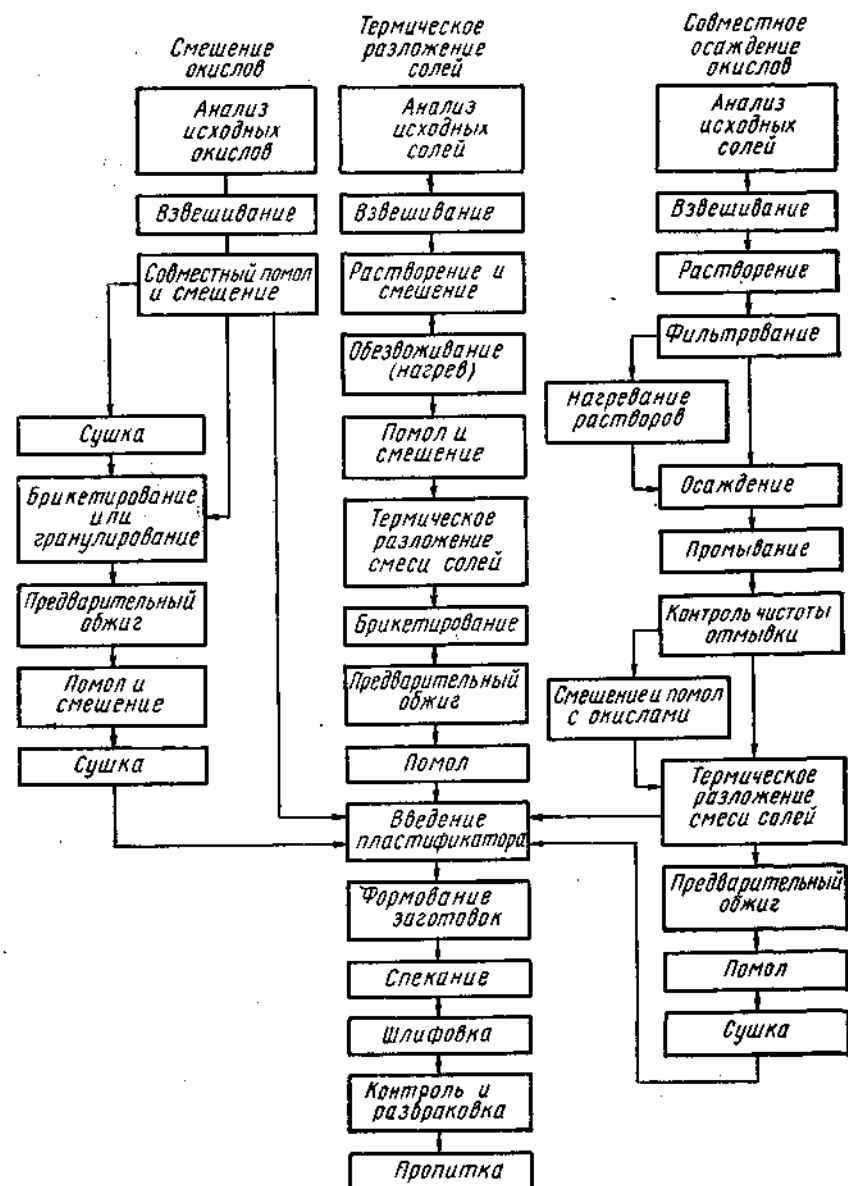 Смешение
окислов
Анализ
исходных
окислов
Взвешивание
Совместный помол
и смещение
Сушка
Брикетирование
или
гранулирование
Предварительный
обжиг
Помол и
смешение
Сушка
Термическое
разложение
солей
Анализ
исходных
солей
Взвешивание
Растворение и
смешение
Обезвоживание
(нагрев)
Помол и
смешение
Термическое
разложение
смеси солей
Брикетирование
Предварительный
обжиг
Помол
Введение
пластификатора
Формование
заготовок
Спекание
Шлифовка
Контроль и
разбраковка
Пропитка
Совместное
осаждение
окислов
Анализ
исходных
солей
Взвешивание
Растворение
Фильтрование
Нагревание
растворов
Осаждение
Промывание
Контроль чистоты
отмывки
Смешение и помол
с окислами
Термическое
разложение
смеси солей
Предварительный
обжиг
Помол
Сушка